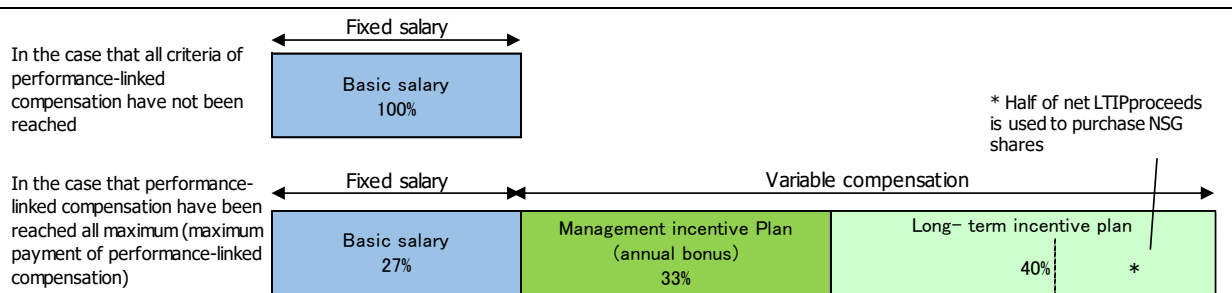 Fixed salary
In the case that all criteria of
performance-linked
compensation have not been
reached
Basic salary
100%
* Half of net LTIPproceeds
is used to purchase NSG
shares
In the case that performance-
linked compensation have been
reached all maximum (maximum
payment of performance-linked
compensation)
Fixed salary
Variable compensation
Basic salary
27%
Management incentive Plan
(annual bonus)
33%
Long- term incentive plan
40%
*